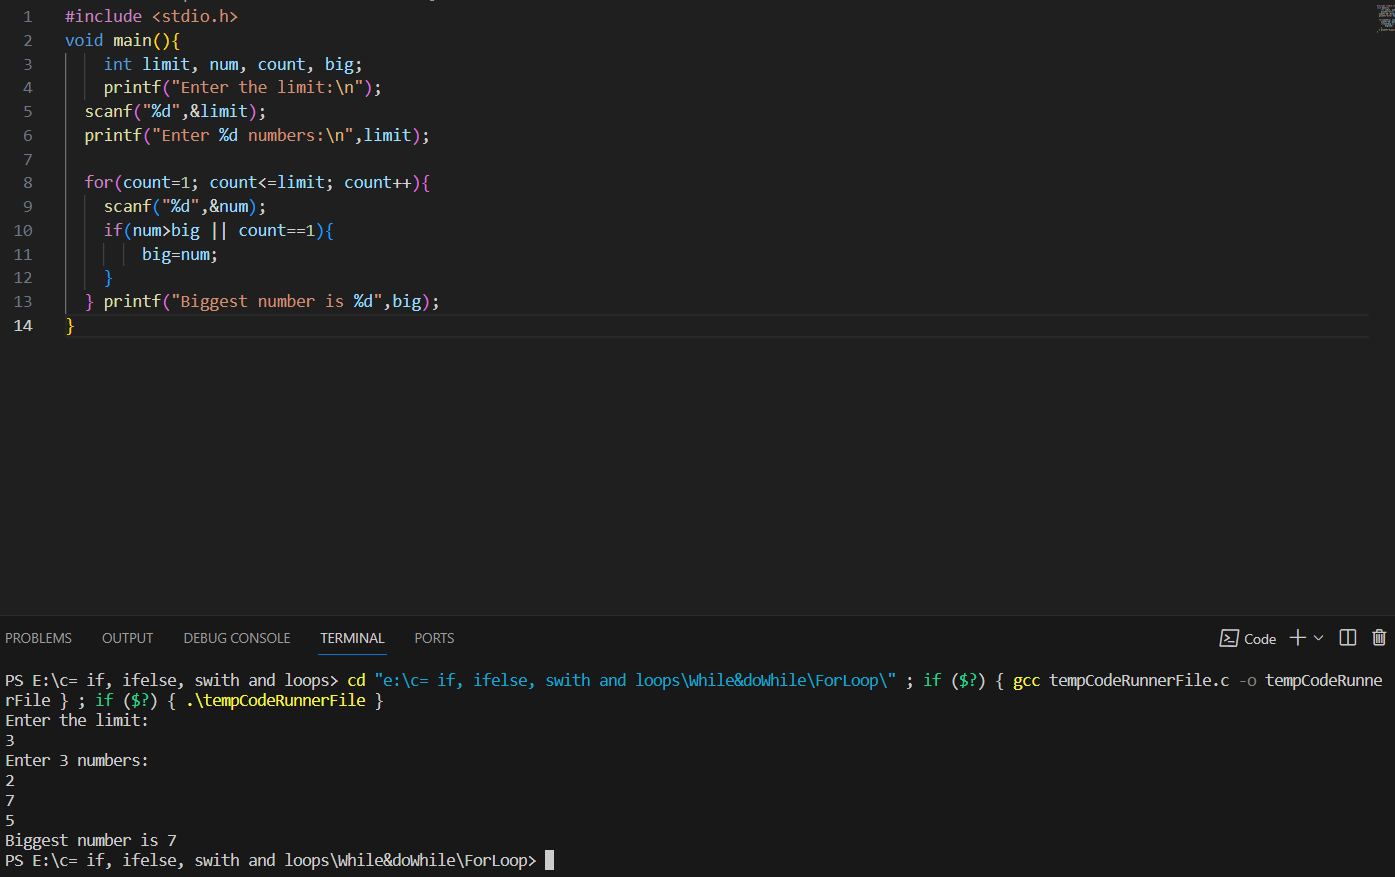 1 #include <stdio.h>
2 void main(){
3 int limit, num, count, big;
4 printf("Enter the limit:\n");
5 scanf("%d",&limit);
6 printf("Enter %d numbers:\n",limit);
7
8 for(count=1; count<=limit; count++){
9 scanf("%d",&num);
10 if(num>big || count==1){
11 big=num;
12 }
13 } printf("Biggest number is %d",big);
14 }
PROBLEMS OUTPUT DEBUG CONSOLE TERMINAL PORTS Code
PS E:\c= if, ifelse, swith and loops> cd "e:\c= if, ifelse, swith and loops\While&doWhile\ForLoop\" ; if ($?) { gcc tempCodeRunnerFile.c -o tempCodeRunne
rFile } ; if ($?) { .\tempCodeRunnerFile }
Enter the limit:
3
Enter 3 numbers:
2
7
5
Biggest number is 7
PS E:\c= if, ifelse, swith and loops\While&doWhile\ForLoop>